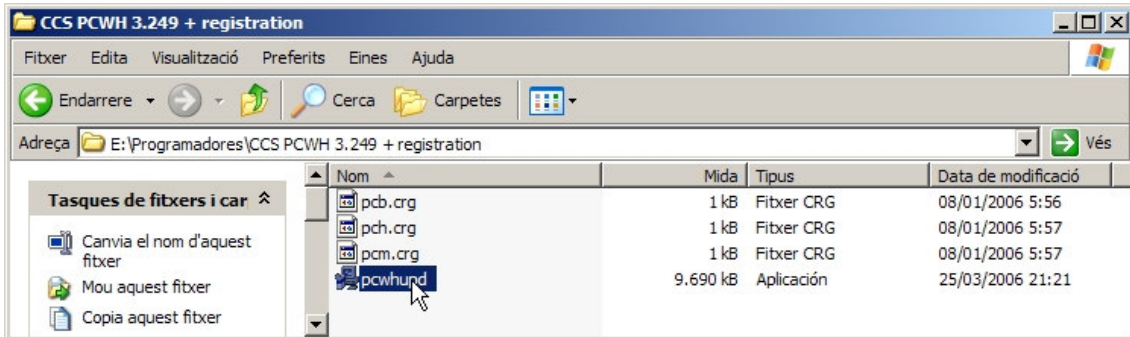 CCS PCWH 3.249 + registration
Fitxer Edita Visualització Preferits Eines Ajuda
Endarrere Cerca Carpetes
Adreça E:\Programadores\CCS PCWH 3.249 + registration Vés
Tasques de fitxers i car
Canvia el nom d'aquest
fitxer
Mou aquest fitxer
Copia aquest fitxer
Nom Mida Tipus Data de modificació
pcb.crg 1 kB Fitxer CRG 08/01/2006 5:56
pch.crg 1 kB Fitxer CRG 08/01/2006 5:57
pcm.crg 1 kB Fitxer CRG 08/01/2006 5:57
pcwhupd 9.690 kB Aplicación 25/03/2006 21:21